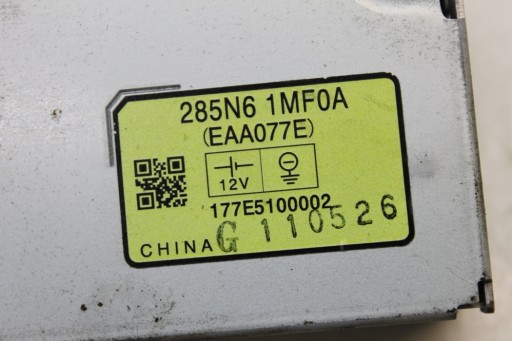 285N6 1MF0A
(EAA077E)
12V
177E5100002
CHINA G 110526